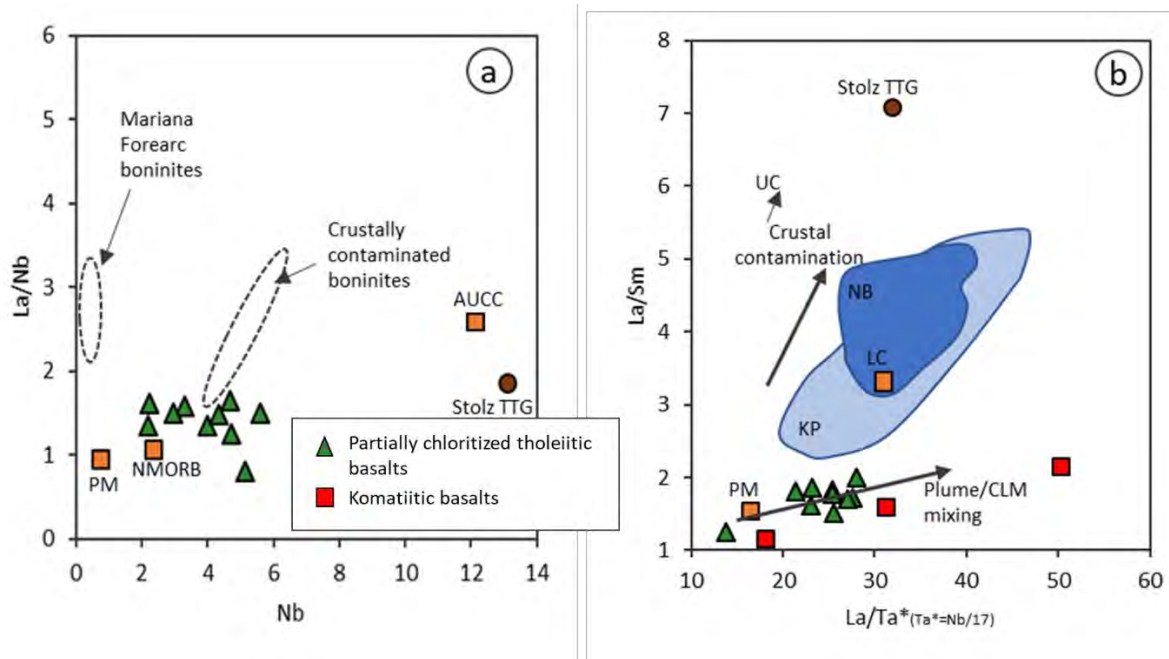 a
La/Nb
6
5
4
3
2
1
0
Mariana
Forearc
boninites
Crustally
contaminated
boninites
AUCC
Stolz TTG
PM
NMORB
0 2 4 6 8 10 12 14
Nb
Partially chloritized tholeiitic
basalts
Komatiitic basalts
b
La/Sm
8
7
6
5
4
3
2
1
Stolz TTG
UC
Crustal
contamination
NB
LC
KP
PM
Plume/CLM
mixing
10 20 30 40 50 60
La/Ta*(Ta*=Nb/17)